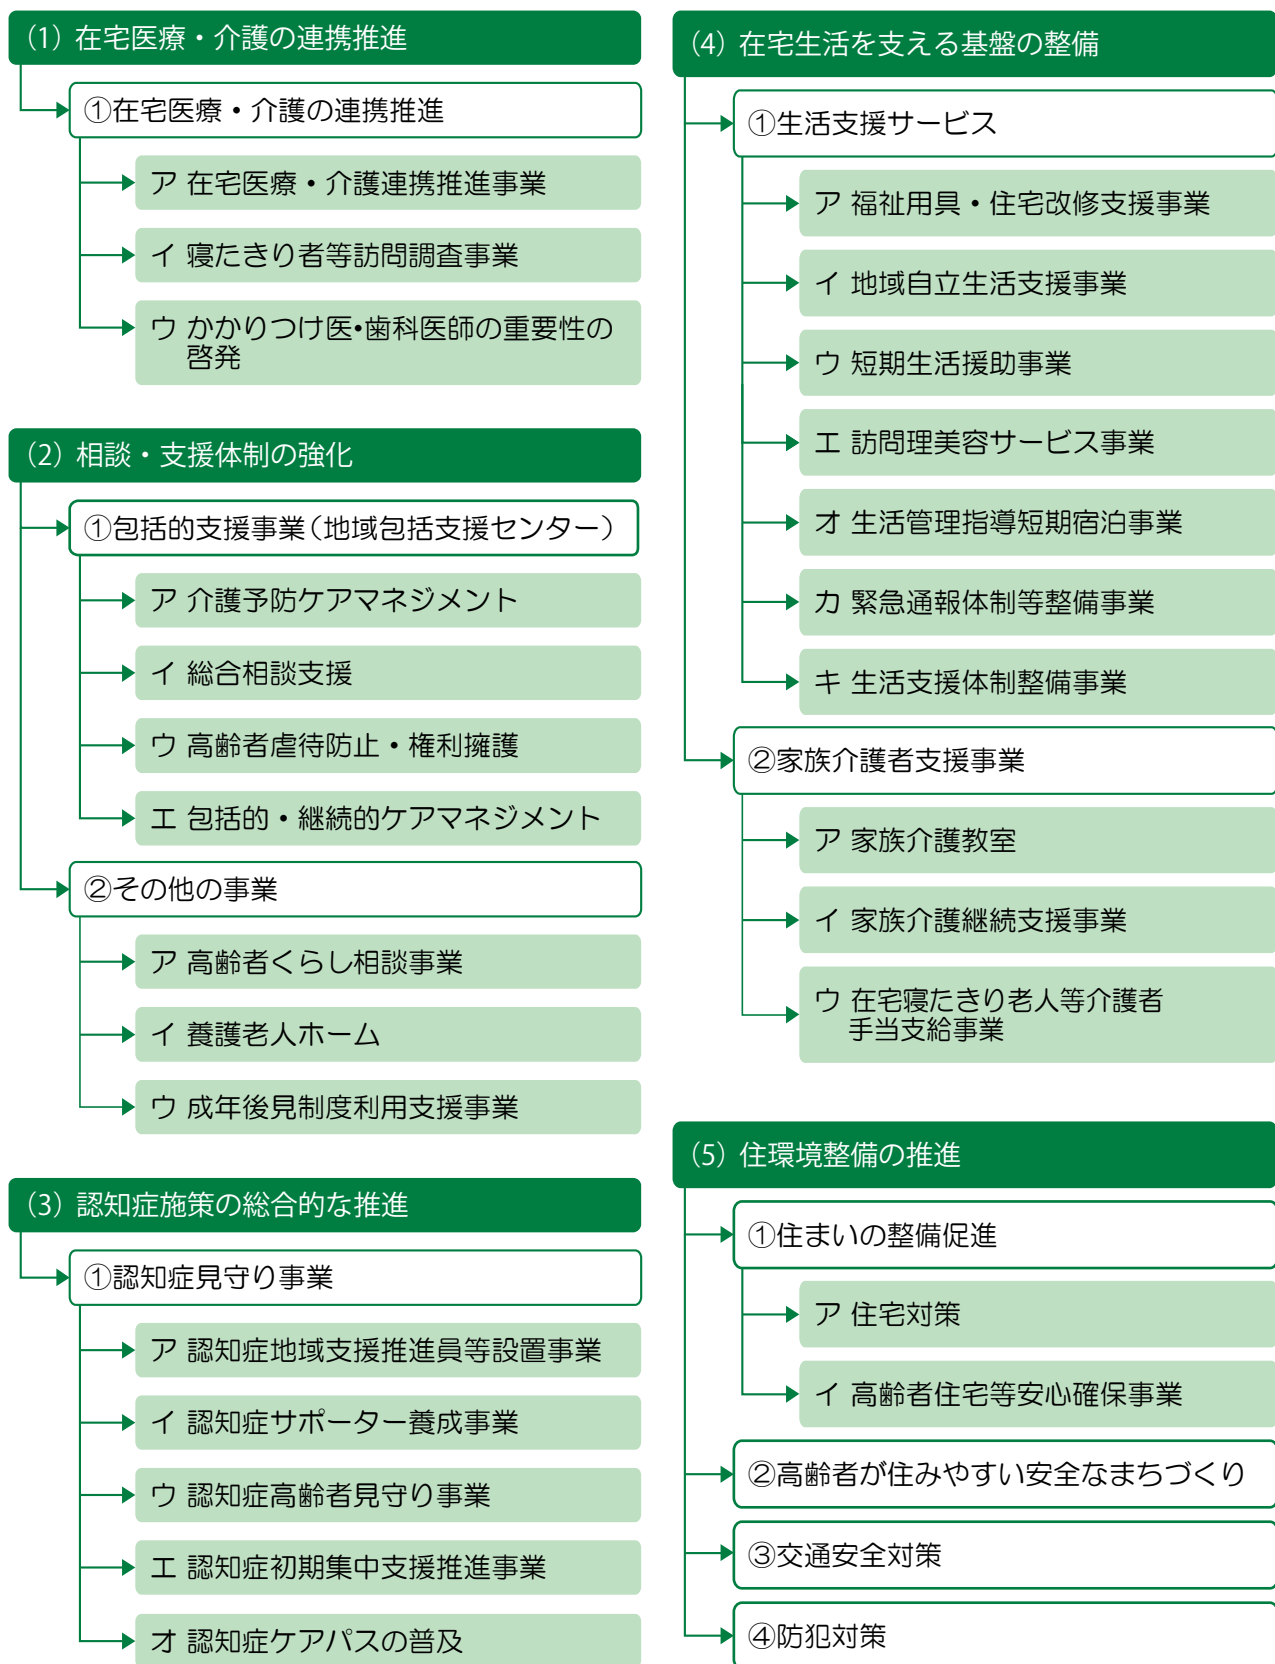 (1) 在宅医療・介護の連携推進
①在宅医療・介護の連携推進
ア 在宅医療・介護連携推進事業
イ 寝たきり者等訪問調査事業
ウ かかりつけ医・歯科医師の重要性の
啓発
(2) 相談・支援体制の強化
①包括的支援事業（地域包括支援センター）
ア 介護予防ケアマネジメント
イ 総合相談支援
ウ 高齢者虐待防止・権利擁護
エ 包括的・継続的ケアマネジメント
②その他の事業
ア 高齢者くらし相談事業
イ 養護老人ホーム
ウ 成年後見制度利用支援事業
(3) 認知症施策の総合的な推進
①認知症見守り事業
ア 認知症地域支援推進員等設置事業
イ 認知症サポーター養成事業
ウ 認知症高齢者見守り事業
エ 認知症初期集中支援推進事業
オ 認知症ケアパスの普及
(4) 在宅生活を支える基盤の整備
①生活支援サービス
ア 福祉用具・住宅改修支援事業
イ 地域自立生活支援事業
ウ 短期生活援助事業
エ 訪問理美容サービス事業
オ 生活管理指導短期宿泊事業
カ 緊急通報体制等整備事業
キ 生活支援体制整備事業
②家族介護者支援事業
ア 家族介護教室
イ 家族介護継続支援事業
ウ 在宅寝たきり老人等介護者
手当支給事業
(5) 住環境整備の推進
①住まいの整備促進
ア 住宅対策
イ 高齢者住宅等安心確保事業
②高齢者が住みやすい安全なまちづくり
③交通安全対策
④防犯対策